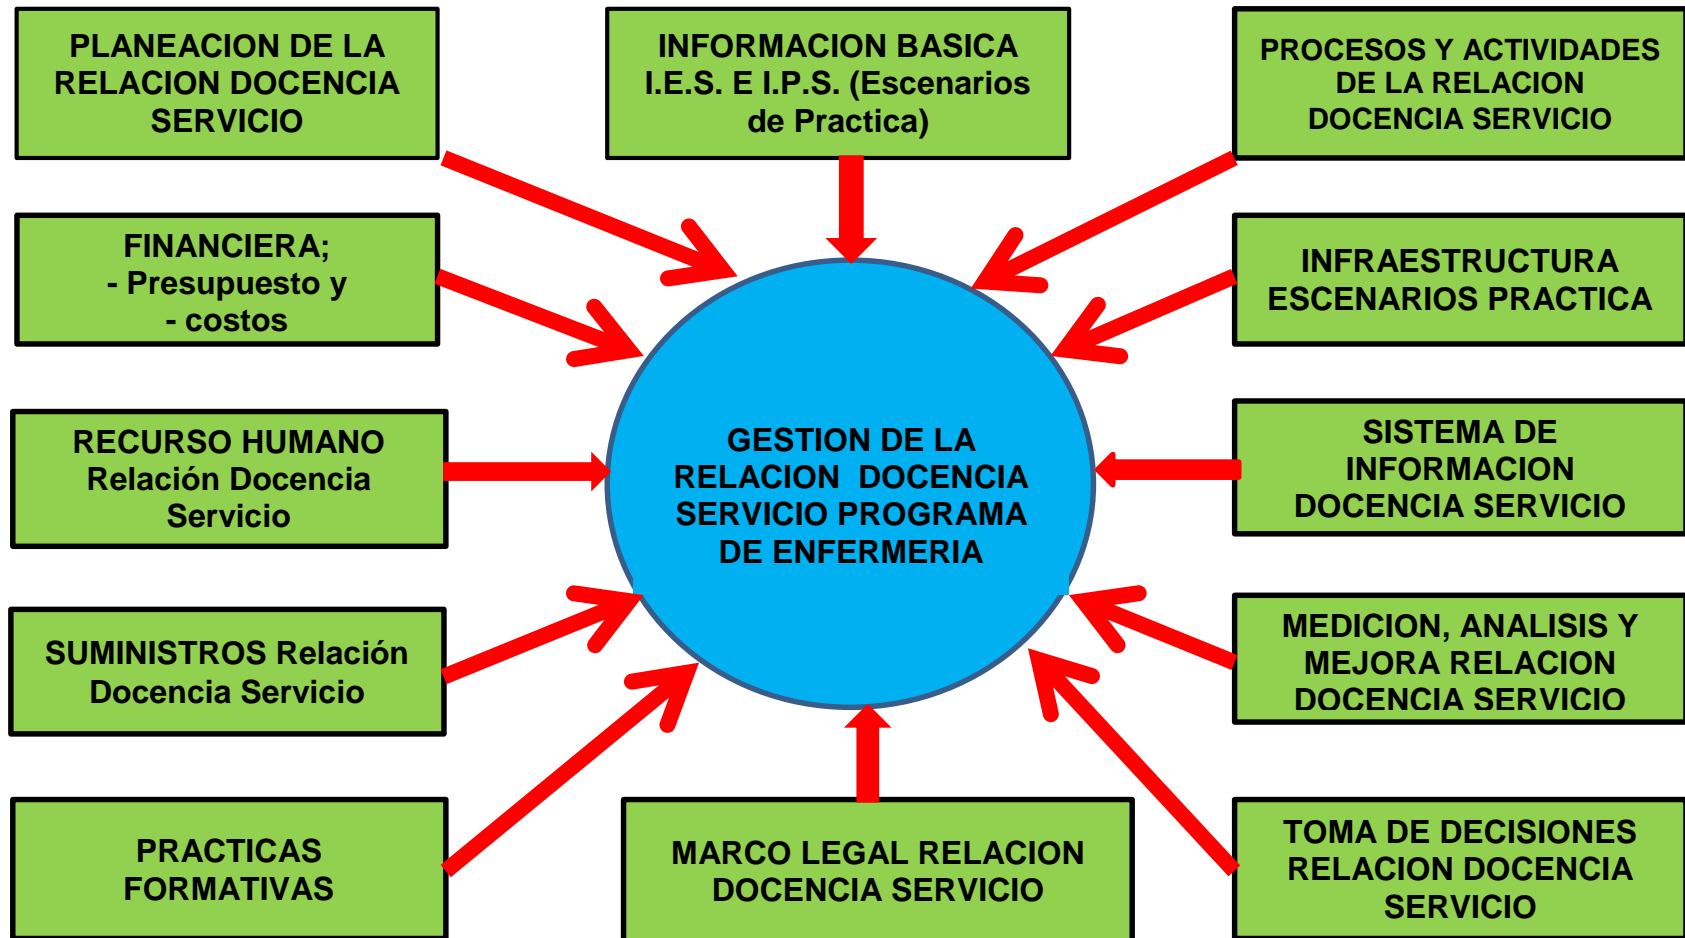 PLANEACION DE LA
RELACION DOCENCIA
SERVICIO
INFORMACION BASICA
I.E.S. E I.P.S. (Escenarios
de Practica)
PROCESOS Y ACTIVIDADES
DE LA RELACION
DOCENCIA SERVICIO
FINANCIERA;
- Presupuesto y
- costos
INFRAESTRUCTURA
ESCENARIOS PRACTICA
RECURSO HUMANO
Relación Docencia
Servicio
GESTION DE LA
RELACION DOCENCIA
SERVICIO PROGRAMA
DE ENFERMERIA
SISTEMA DE
INFORMACION
DOCENCIA SERVICIO
SUMINISTROS Relación
Docencia Servicio
MEDICION, ANALISIS Y
MEJORA RELACION
DOCENCIA SERVICIO
PRACTICAS
FORMATIVAS
MARCO LEGAL RELACION
DOCENCIA SERVICIO
TOMA DE DECISIONES
RELACION DOCENCIA
SERVICIO